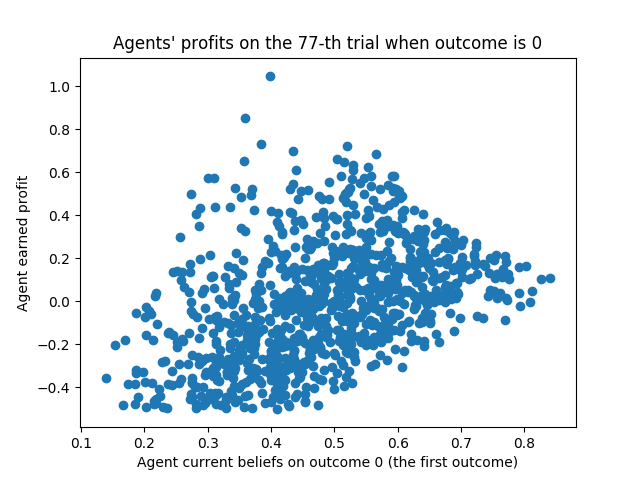 Agents' profits on the 77-th trial when outcome is 0
Agent earned profit
1.0
0.8
0.6
0.4
0.2
0.0
−0.2
−0.4
0.1 0.2 0.3 0.4 0.5 0.6 0.7 0.8
Agent current beliefs on outcome 0 (the first outcome)